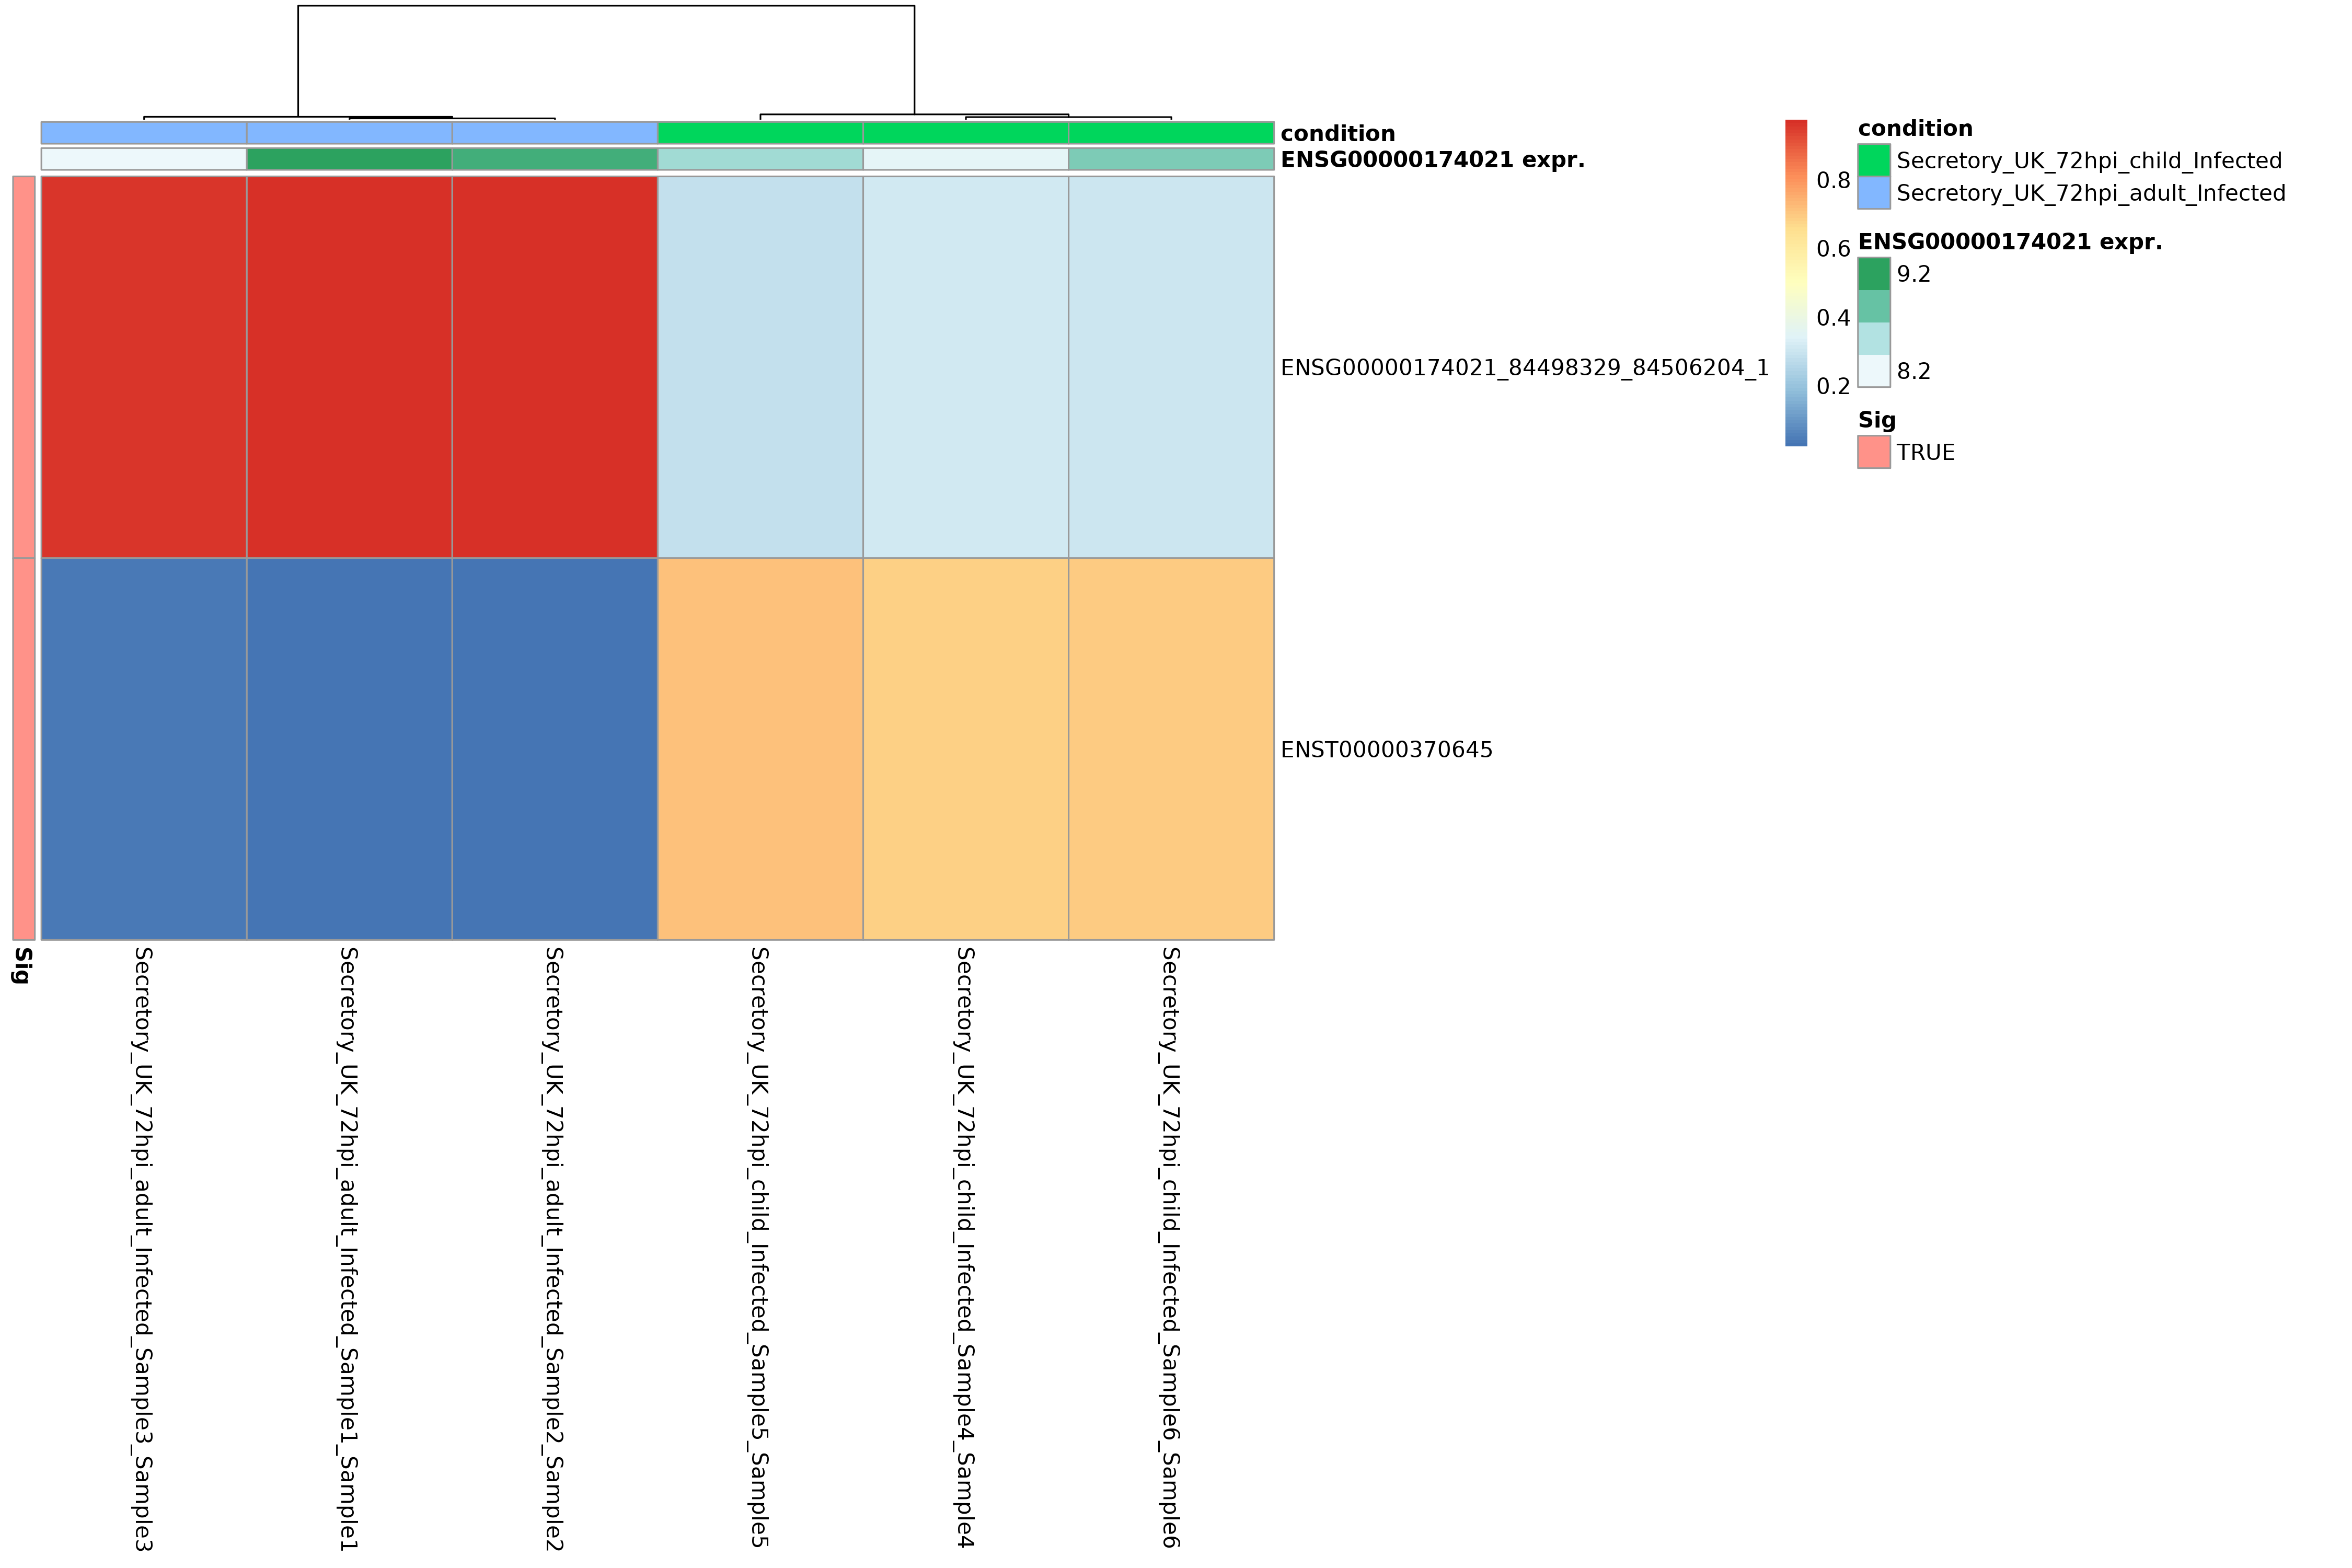 condition
ENSG00000174021 expr.
ENSG00000174021_84498329_84506204_1
ENST00000370645
Sig
Secretory_UK_72hpi_adult_Infected_Sample3_Sample3
Secretory_UK_72hpi_adult_Infected_Sample1_Sample1
Secretory_UK_72hpi_adult_Infected_Sample2_Sample2
Secretory_UK_72hpi_child_Infected_Sample5_Sample5
Secretory_UK_72hpi_child_Infected_Sample4_Sample4
Secretory_UK_72hpi_child_Infected_Sample6_Sample6
0.8
0.6
0.4
0.2
condition
Secretory_UK_72hpi_child_Infected
Secretory_UK_72hpi_adult_Infected
ENSG00000174021 expr.
9.2
8.2
Sig
TRUE